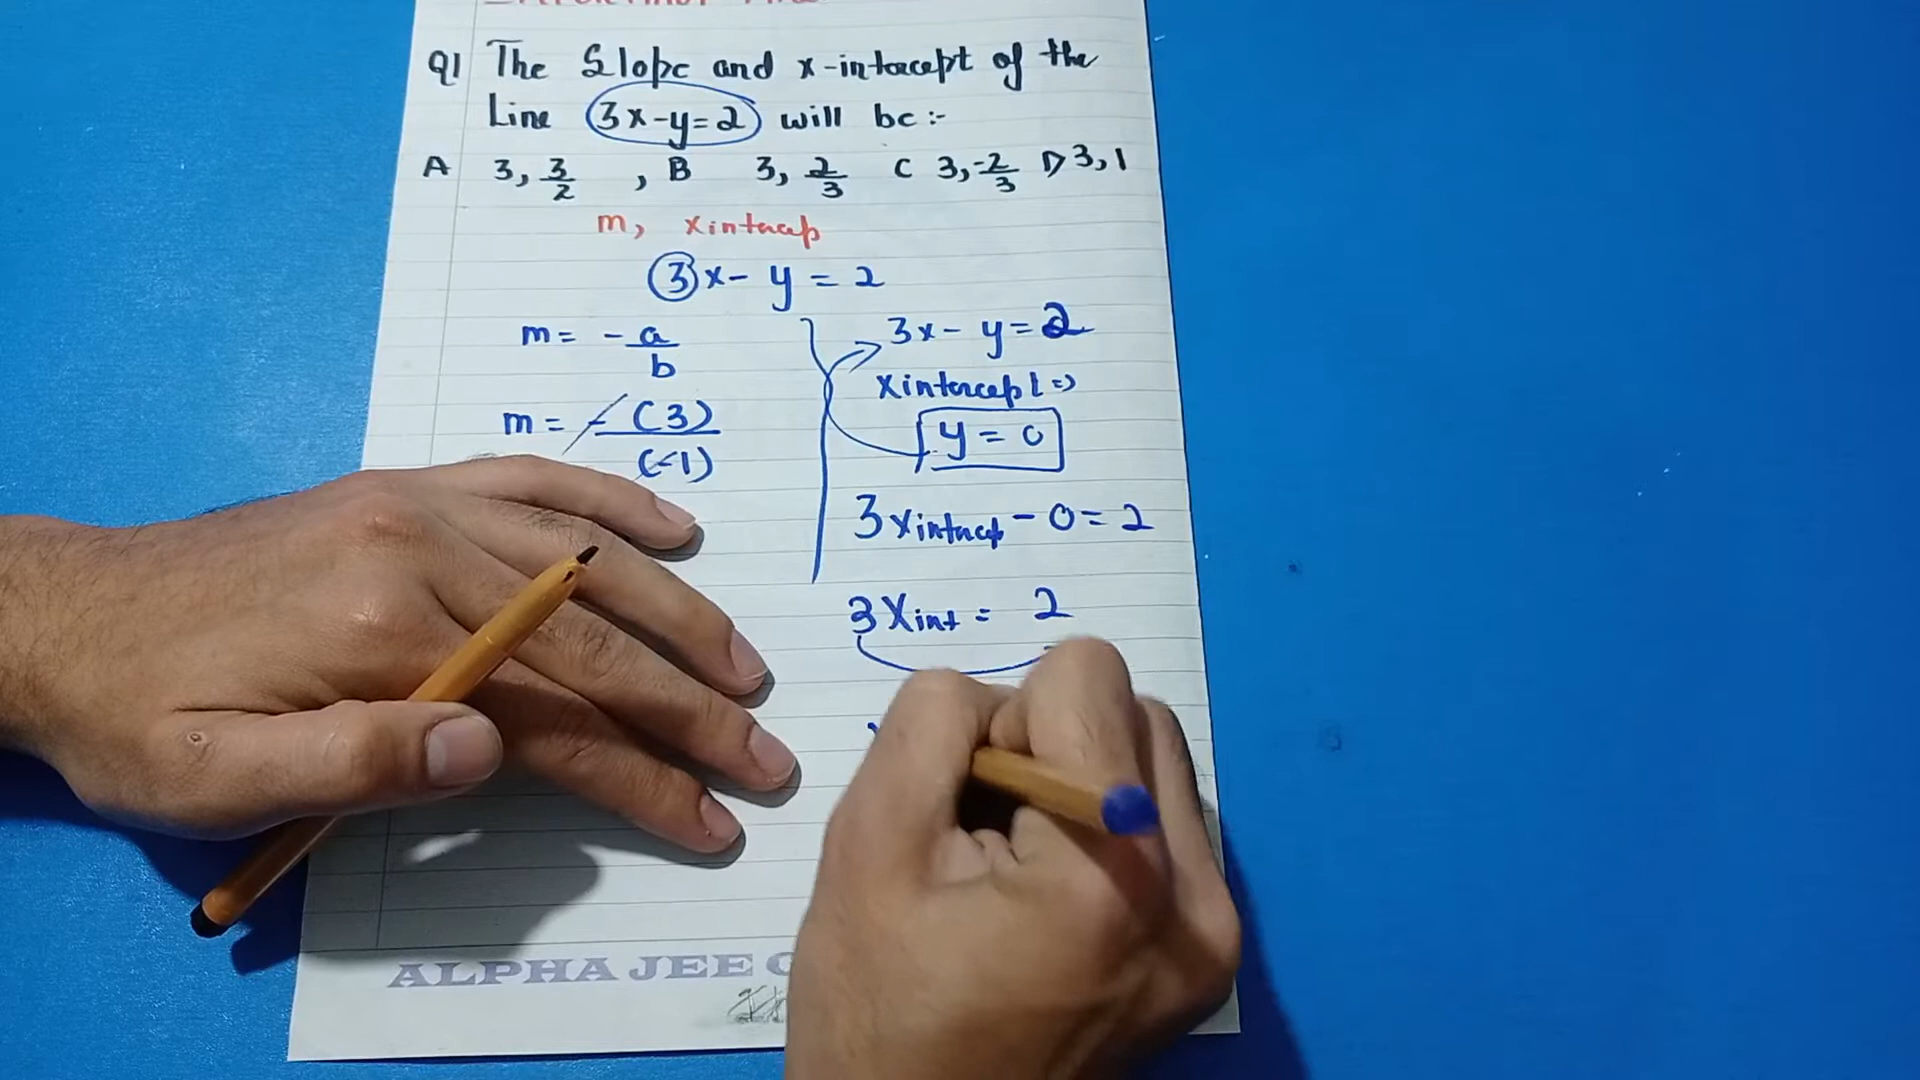 Q1 The Slope and x-intercept of the
Line 3x-y=2 will be:-
A 3, 3/2 , B 3, 2/3 C 3, -2/3 D 3, 1
m, xintercep
3x - y = 2
m = - a/b
m = - (3)/(-1)
3x - y = 2
xintercept =>
y = 0
3xintercep - 0 = 2
3xint = 2
ALPHA JEE